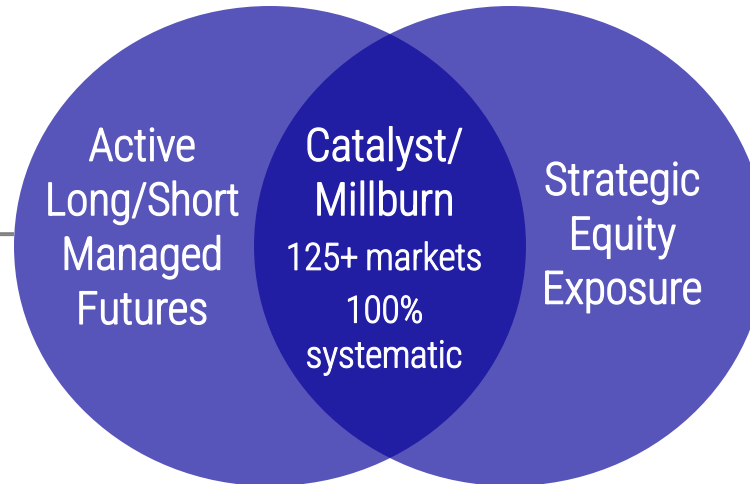 Active
Long/Short
Managed
Futures
Catalyst/
Millburn
125+ markets
100%
systematic
Strategic
Equity
Exposure